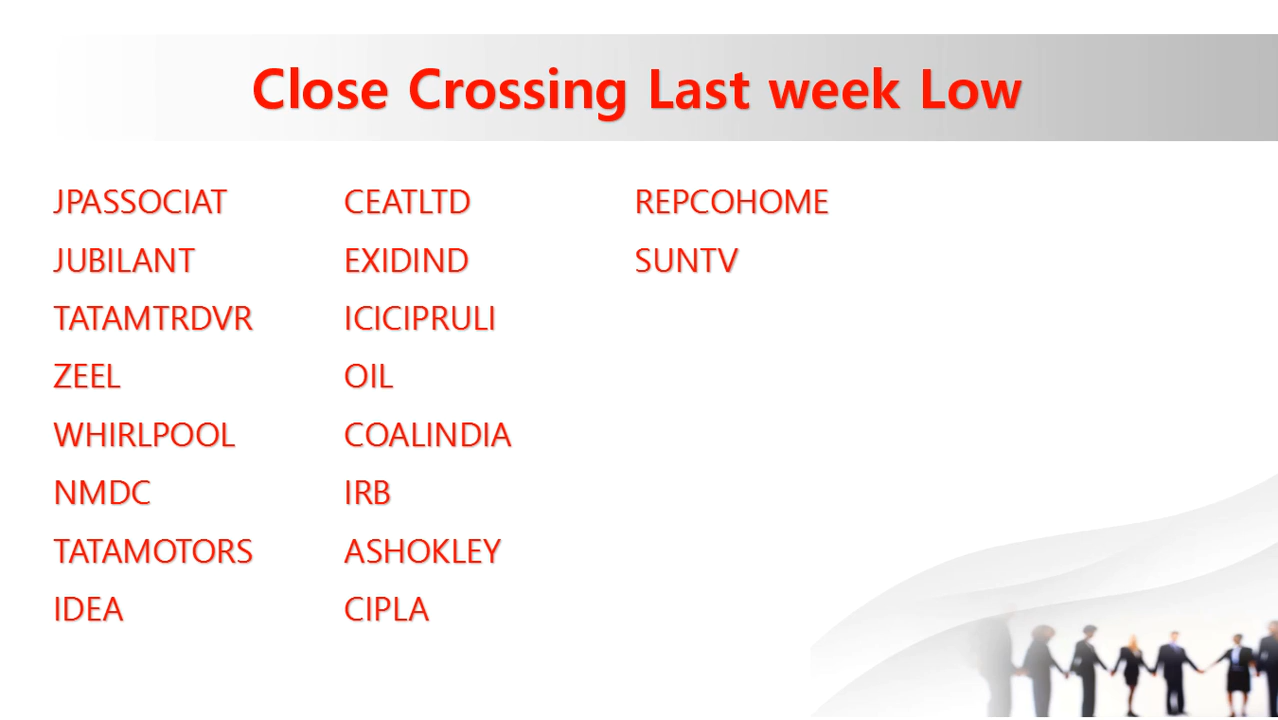 Close Crossing Last week Low
JPASSOCIAT
JUBILANT
TATAMTRDVR
ZEEL
WHIRLPOOL
NMDC
TATAMOTORS
IDEA
CEATLTD
EXIDIND
ICICIPRULI
OIL
COALINDIA
IRB
ASHOKLEY
CIPLA
REPCOHOME
SUNTV